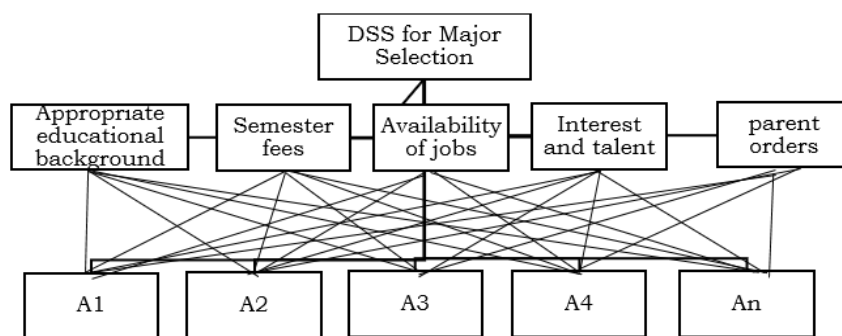 DSS for Major
Selection
Appropriate
educational
background
Semester
fees
Availability
of jobs
Interest
and talent
parent
orders
A1
A2
A3
A4
An